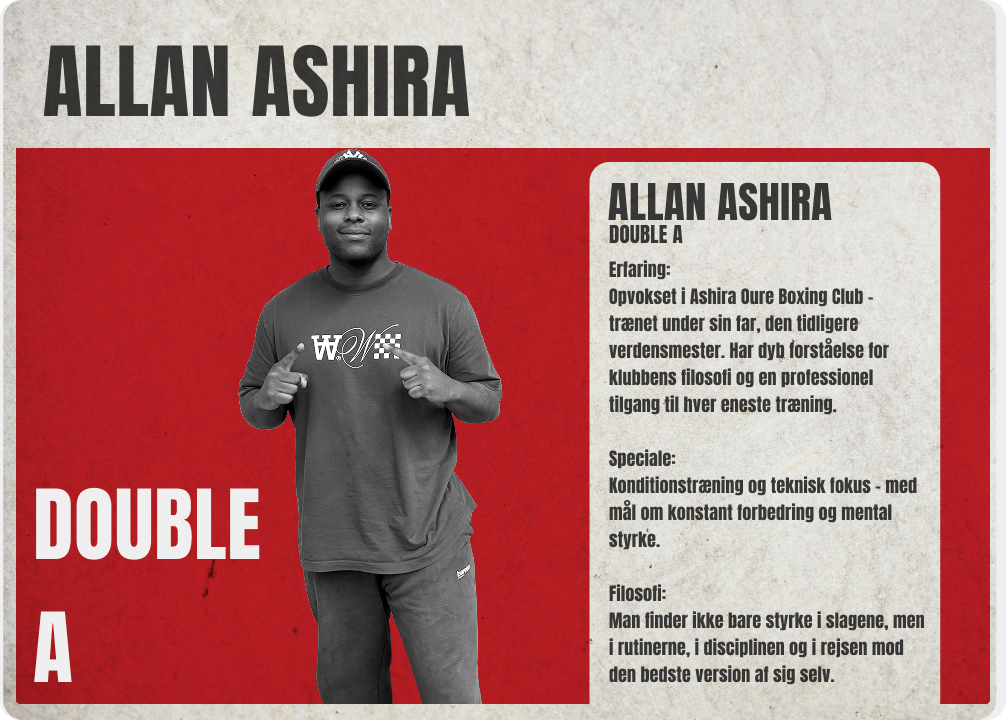 ALLAN ASHIRA
DOUBLE
A
ALLAN ASHIRA
DOUBLE A
Erfaring:
Opvokset i Ashira Oure Boxing Club -
trænet under sin far, den tidligere
verdensmester. Har dyb forståelse for
klubbens filosofi og en professionel
tilgang til hver eneste træning.
Speciale:
Konditionstræning og teknisk fokus - med
mål om konstant forbedring og mental
styrke.
Filosofi:
Man finder ikke bare styrke i slagene, men
i rutinerne, i disciplinen og i rejsen mod
den bedste version af sig selv.